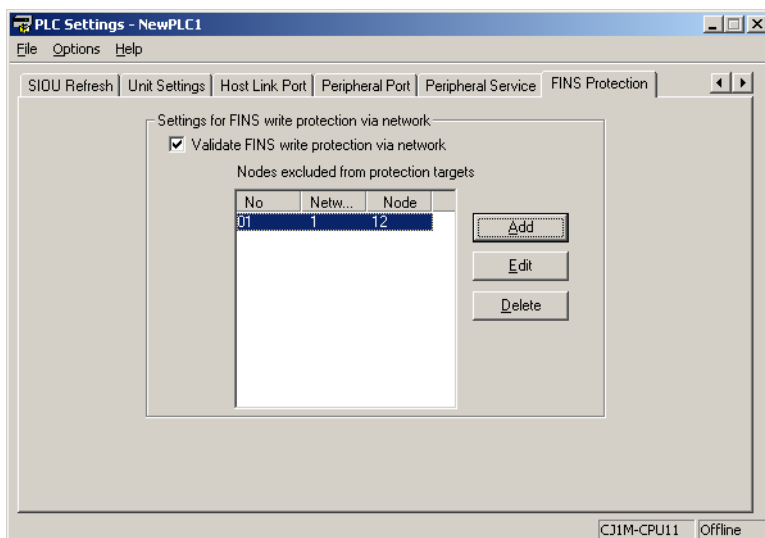 PLC Settings - NewPLC1
File Options Help
SIOU Refresh Unit Settings Host Link Port Peripheral Port Peripheral Service FINS Protection
Settings for FINS write protection via network
Validate FINS write protection via network
Nodes excluded from protection targets
No Netw... Node
01 1 12
Add
Edit
Delete
CJ1M-CPU11 Offline